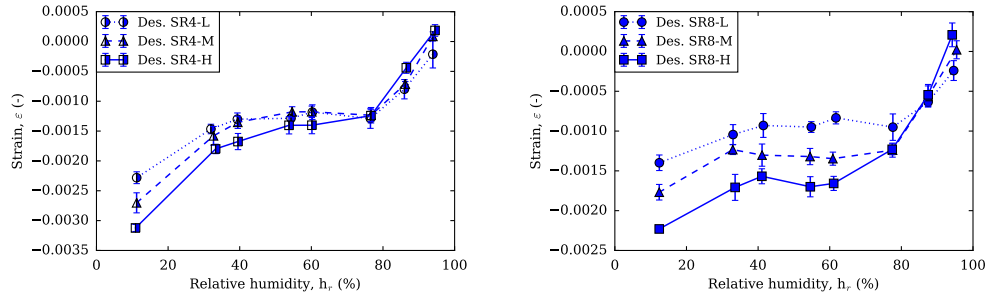 0.0005
0.0000
−0.0005
−0.0010
−0.0015
−0.0020
−0.0025
−0.0030
−0.0035
Strain, ε (-)
Des. SR4-L
Des. SR4-M
Des. SR4-H
0 20 40 60 80 100
Relative humidity, hᵣ (%)
0.0005
0.0000
−0.0005
−0.0010
−0.0015
−0.0020
−0.0025
Strain, ε (-)
Des. SR8-L
Des. SR8-M
Des. SR8-H
0 20 40 60 80 100
Relative humidity, hᵣ (%)